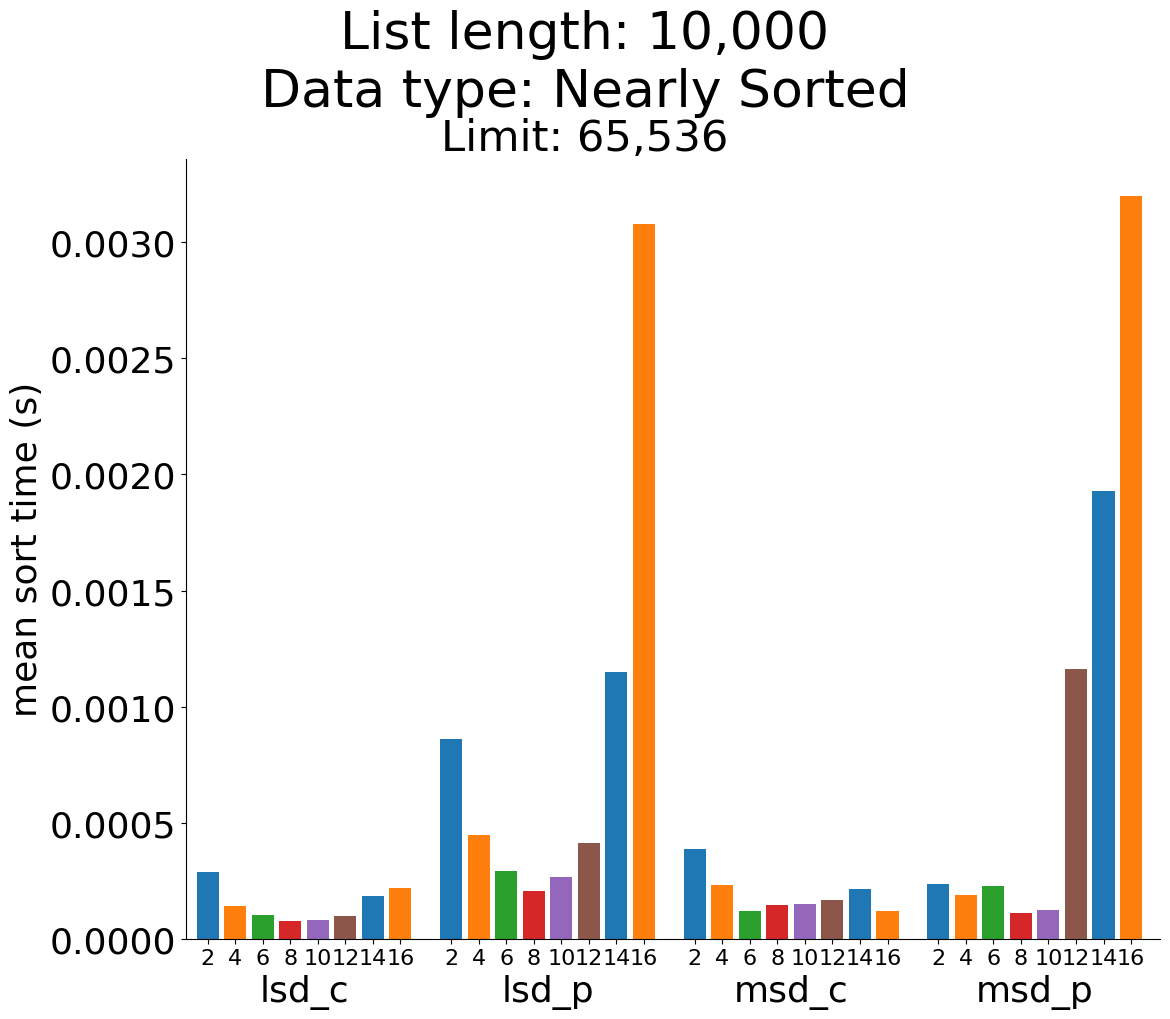 List length: 10,000
Data type: Nearly Sorted
Limit: 65,536
mean sort time (s)
0.0030
0.0025
0.0020
0.0015
0.0010
0.0005
0.0000
2 4 6 8 10 12 14 16 2 4 6 8 10 12 14 16 2 4 6 8 10 12 14 16 2 4 6 8 10 12 14 16
lsd_c lsd_p msd_c msd_p